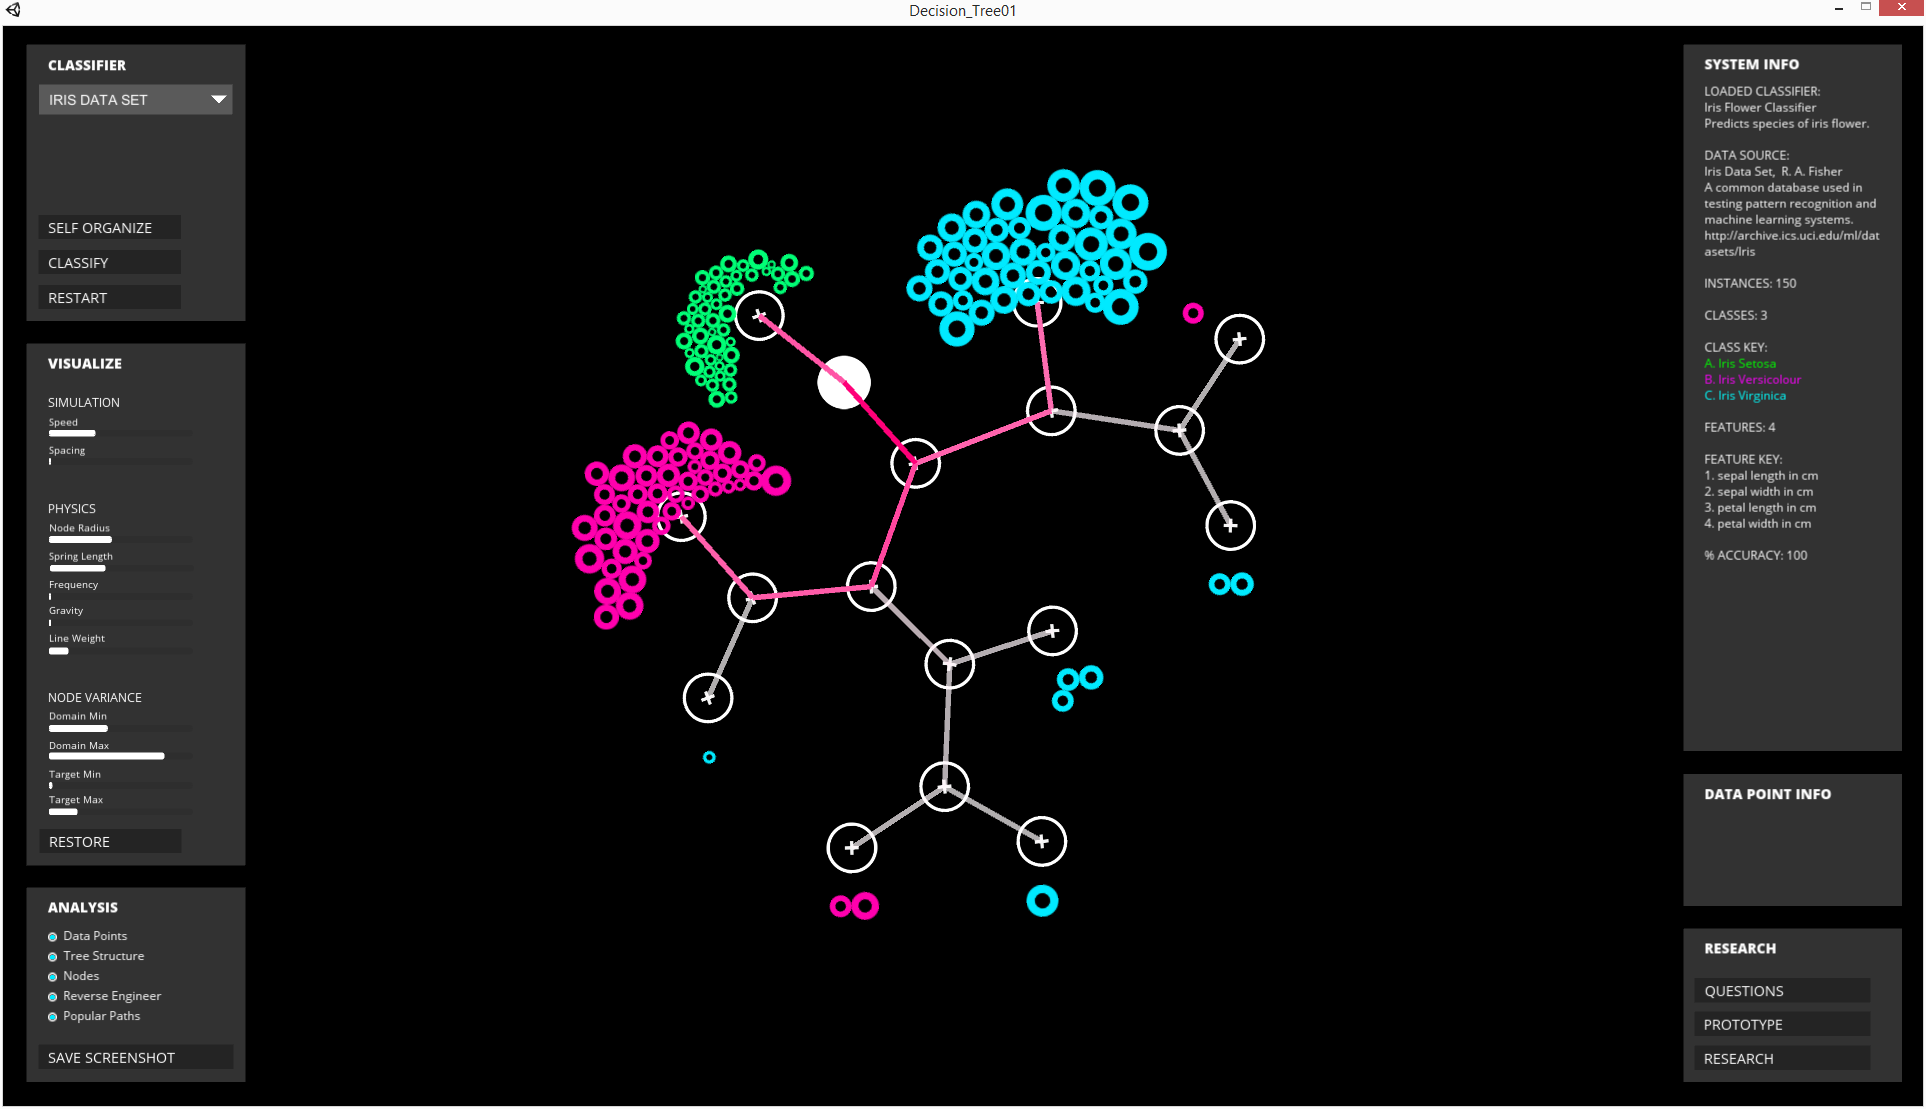 Decision_Tree01
CLASSIFIER
IRIS DATA SET
SELF ORGANIZE
CLASSIFY
RESTART
VISUALIZE
SIMULATION
Speed
Spacing
PHYSICS
Node Radius
Spring Length
Frequency
Gravity
Line Weight
NODE VARIANCE
Domain Min
Domain Max
Target Min
Target Max
RESTORE
ANALYSIS
Data Points
Tree Structure
Nodes
Reverse Engineer
Popular Paths
SAVE SCREENSHOT
SYSTEM INFO
LOADED CLASSIFIER:
Iris Flower Classifier
Predicts species of iris flower.
DATA SOURCE:
Iris Data Set, R. A. Fisher
A common database used in
testing pattern recognition and
machine learning systems.
http://archive.ics.uci.edu/ml/dat
asets/Iris
INSTANCES: 150
CLASSES: 3
CLASS KEY:
A. Iris Setosa
B. Iris Versicolour
C. Iris Virginica
FEATURES: 4
FEATURE KEY:
1. sepal length in cm
2. sepal width in cm
3. petal length in cm
4. petal width in cm
% ACCURACY: 100
DATA POINT INFO
RESEARCH
QUESTIONS
PROTOTYPE
RESEARCH